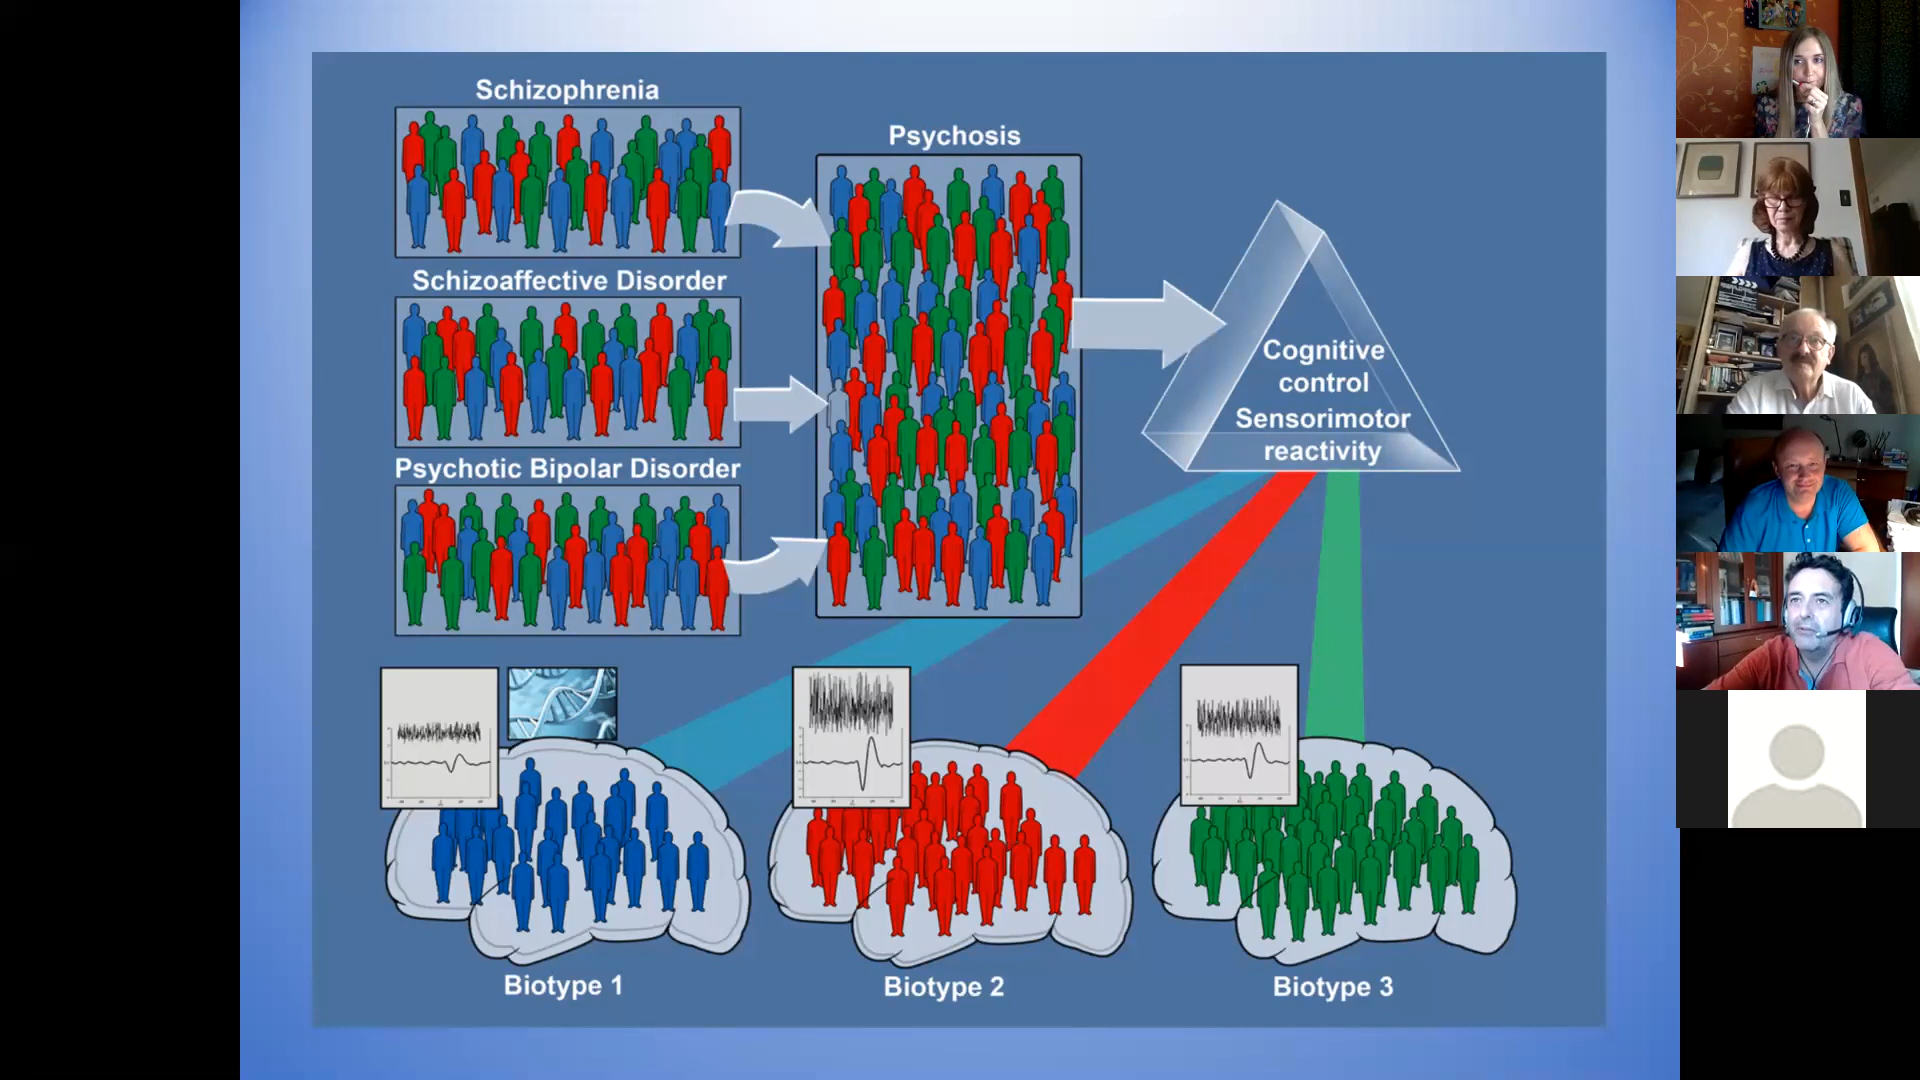 Schizophrenia
Schizoaffective Disorder
Psychotic Bipolar Disorder
Psychosis
Cognitive
control
Sensorimotor
reactivity
Biotype 1
Biotype 2
Biotype 3